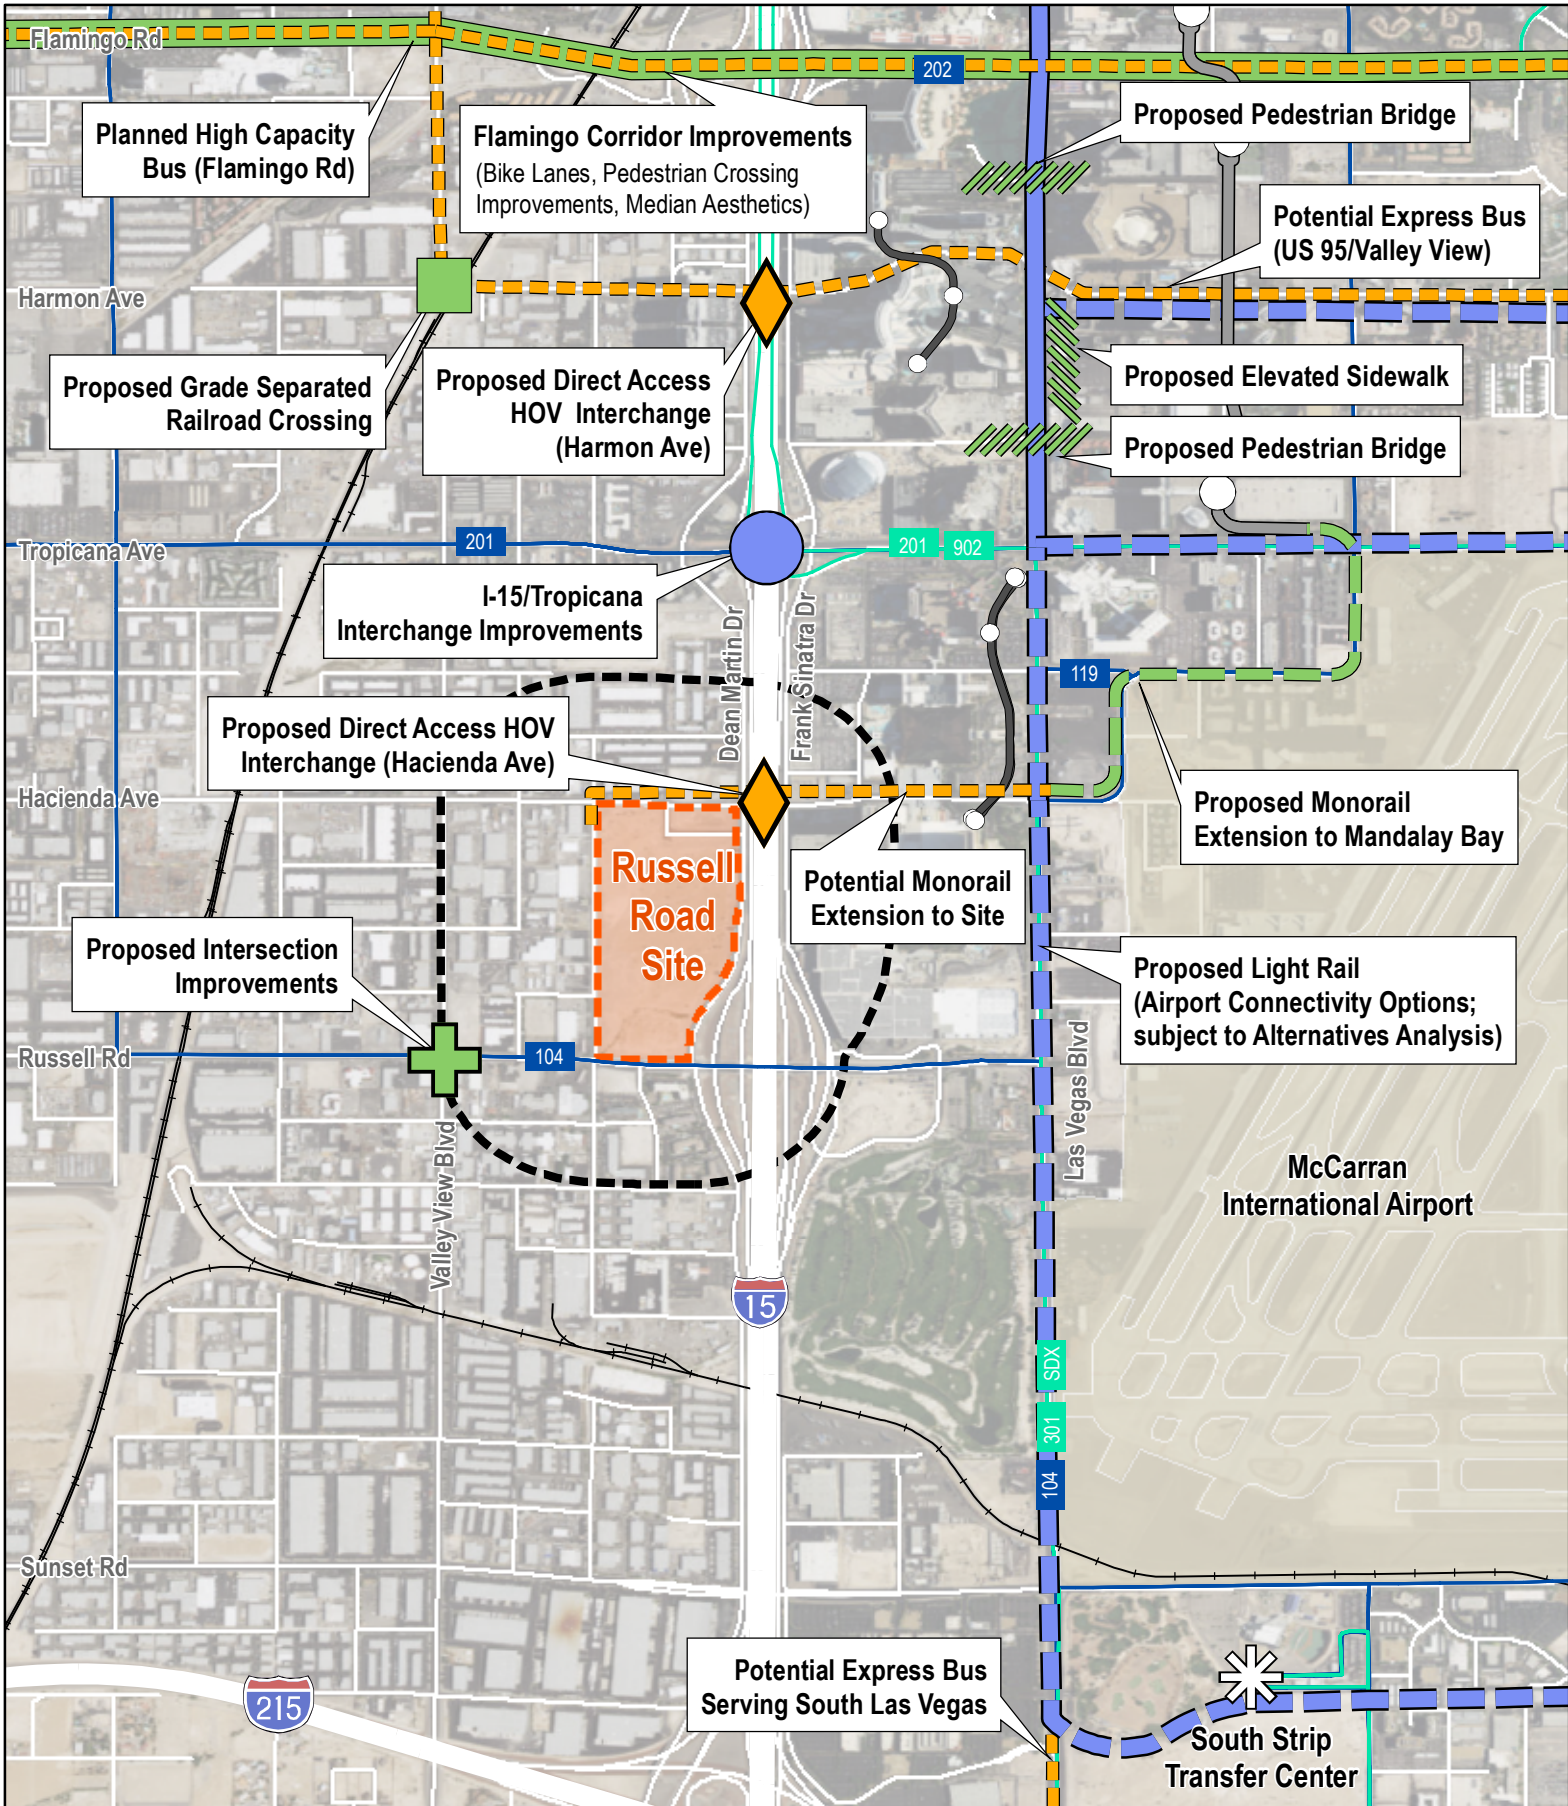 Flamingo Rd
202
Planned High Capacity
Bus (Flamingo Rd)
Flamingo Corridor Improvements
(Bike Lanes, Pedestrian Crossing
Improvements, Median Aesthetics)
Proposed Pedestrian Bridge
Potential Express Bus
(US 95/Valley View)
Harmon Ave
Proposed Grade Separated
Railroad Crossing
Proposed Direct Access
HOV Interchange
(Harmon Ave)
Proposed Elevated Sidewalk
Proposed Pedestrian Bridge
Tropicana Ave
201
201
902
I-15/Tropicana
Interchange Improvements
Dean Martin Dr
Frank Sinatra Dr
119
Proposed Direct Access HOV
Interchange (Hacienda Ave)
Hacienda Ave
Proposed Monorail
Extension to Mandalay Bay
Russell
Road
Site
Potential Monorail
Extension to Site
Proposed Intersection
Improvements
Proposed Light Rail
(Airport Connectivity Options;
subject to Alternatives Analysis)
Russell Rd
104
Las Vegas Blvd
Valley View Blvd
McCarran
International Airport
15
SDX
301
104
Sunset Rd
Potential Express Bus
Serving South Las Vegas
215
South Strip
Transfer Center